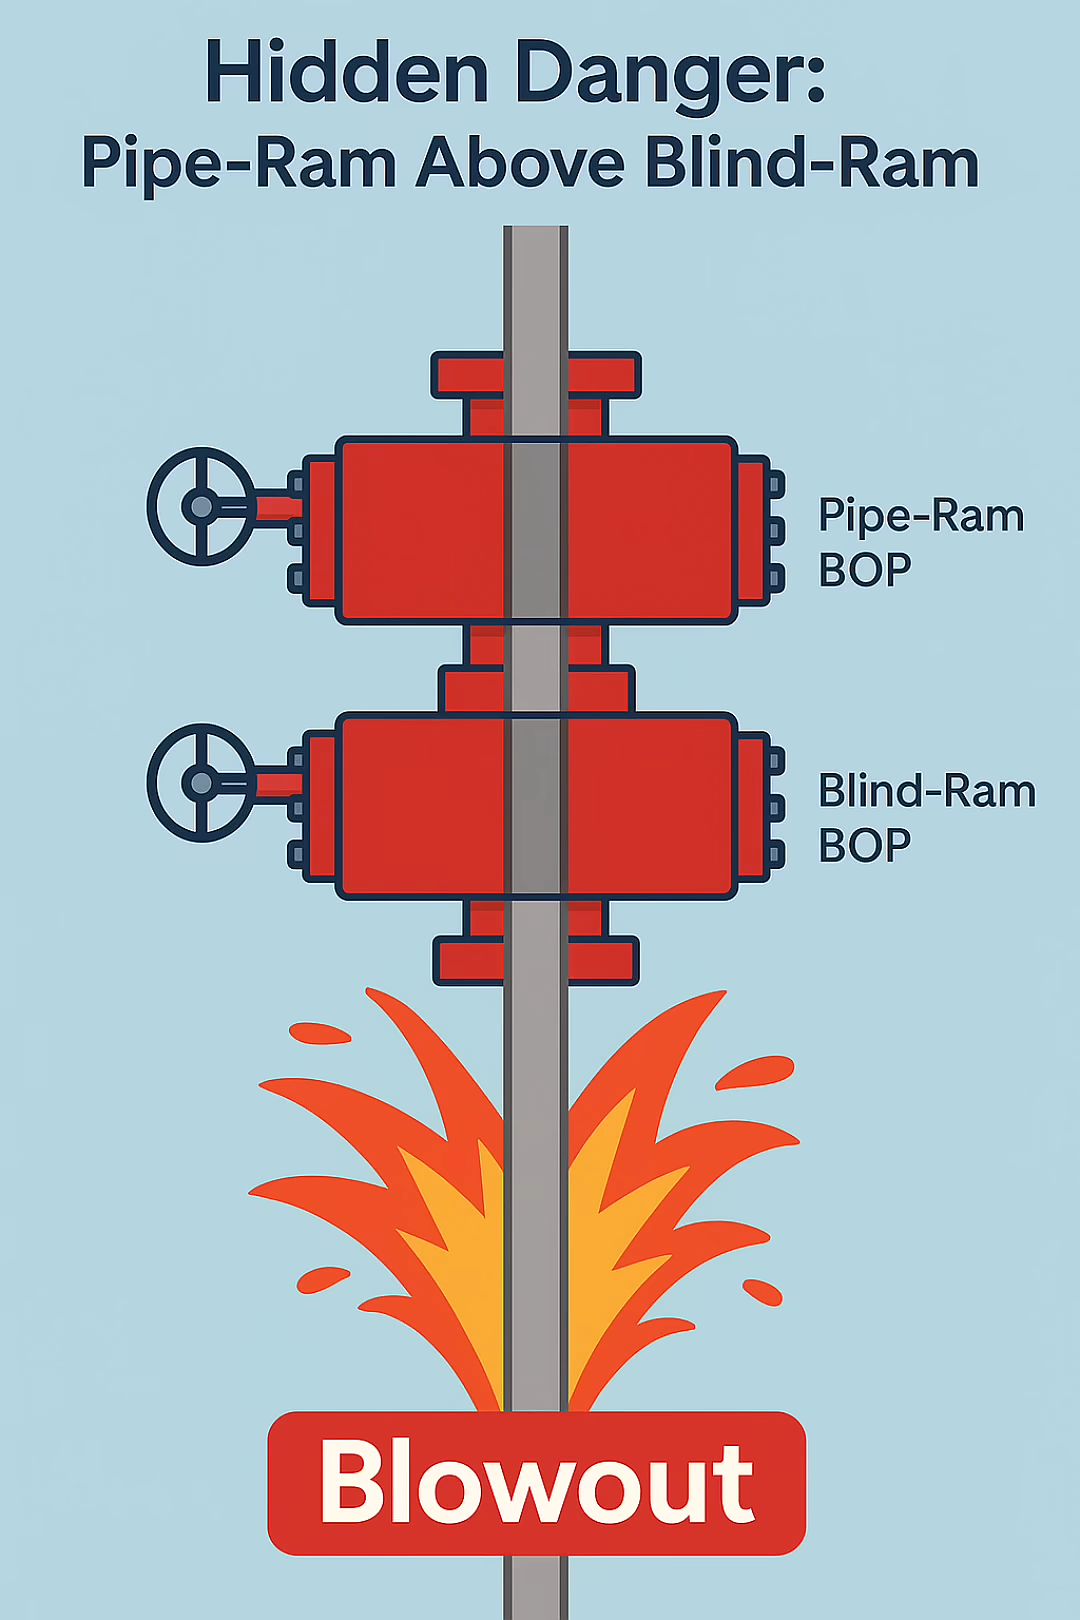 Hidden Danger:
Pipe-Ram Above Blind-Ram
Pipe-Ram
BOP
Blind-Ram
BOP
Blowout